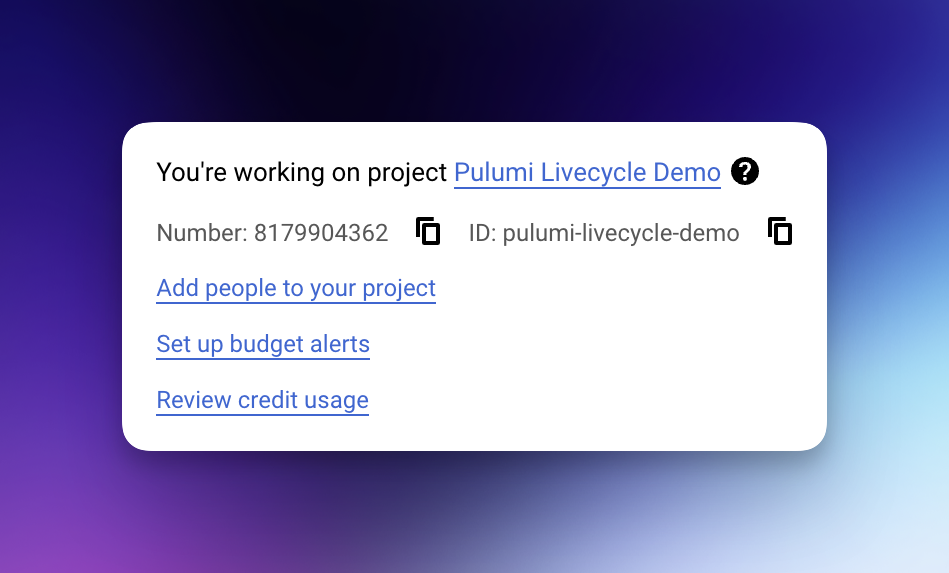 You're working on project Pulumi Livecycle Demo ?
Number: 8179904362 ID: pulumi-livecycle-demo
Add people to your project
Set up budget alerts
Review credit usage